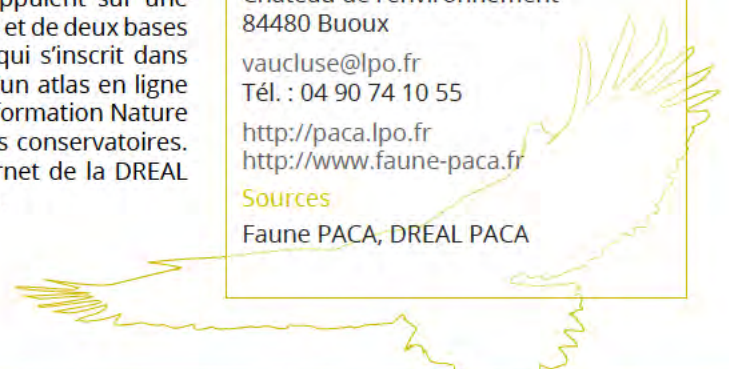 et de deux bases
qui s'inscrit dans
un atlas en ligne
formation Nature
s conservatoires.
rnet de la DREAL
84480 Buoux
vaucluse@lpo.fr
Tél. : 04 90 74 10 55
http://paca.lpo.fr
http://www.faune-paca.fr
Sources
Faune PACA, DREAL PACA